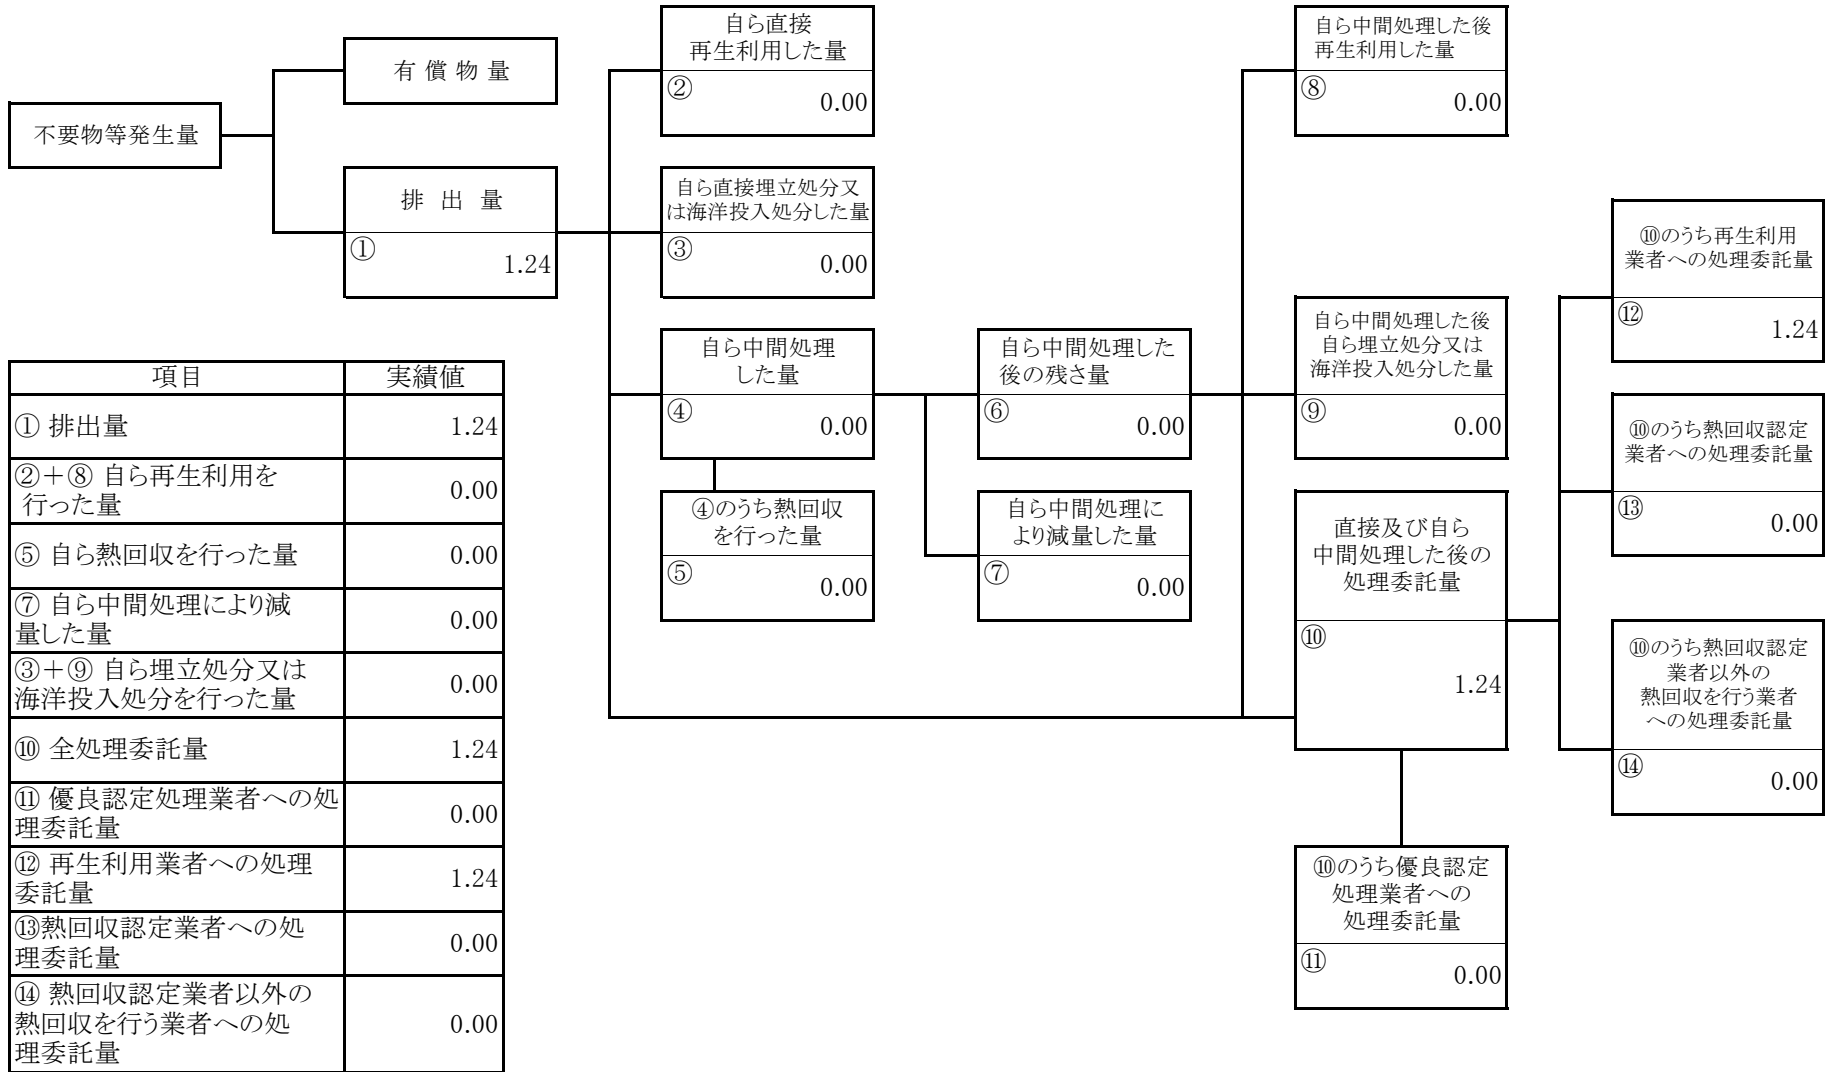 不要物等発生量
有 償 物 量
排 出 量
①
1.24
自ら直接
再生利用した量
②
0.00
自ら直接埋立処分又
は海洋投入処分した量
③
0.00
自ら中間処理
した量
④
0.00
④のうち熱回収
を行った量
⑤
0.00
自ら中間処理した
後の残さ量
⑥
0.00
自ら中間処理に
より減量した量
⑦
0.00
自ら中間処理した後
再生利用した量
⑧
0.00
自ら中間処理した後
自ら埋立処分又は
海洋投入処分した量
⑨
0.00
直接及び自ら
中間処理した後の
処理委託量
⑩
1.24
⑩のうち優良認定
処理業者への
処理委託量
⑪
0.00
⑩のうち再生利用
業者への処理委託量
⑫
1.24
⑩のうち熱回収認定
業者への処理委託量
⑬
0.00
⑩のうち熱回収認定
業者以外の
熱回収を行う業者
への処理委託量
⑭
0.00
項目 実績値
① 排出量 1.24
②+⑧ 自ら再生利用を
行った量 0.00
⑤ 自ら熱回収を行った量 0.00
⑦ 自ら中間処理により減
量した量 0.00
③+⑨ 自ら埋立処分又は
海洋投入処分を行った量 0.00
⑩ 全処理委託量 1.24
⑪ 優良認定処理業者への処
理委託量 0.00
⑫ 再生利用業者への処理
委託量 1.24
⑬熱回収認定業者への処
理委託量 0.00
⑭ 熱回収認定業者以外の
熱回収を行う業者への処
理委託量 0.00